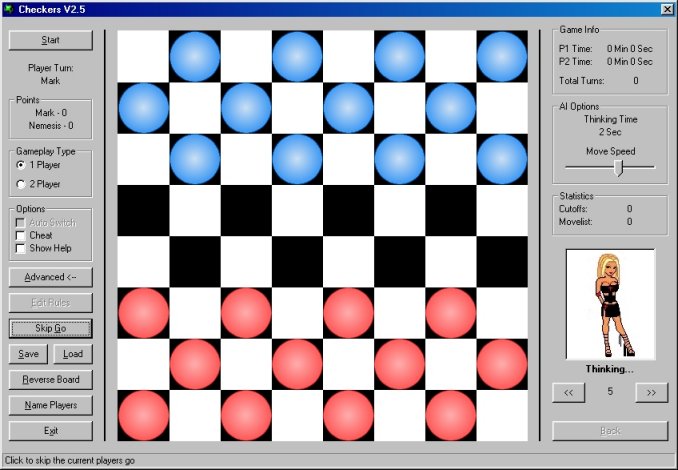 Checkers V2.5
Start
Player Turn:
Mark
Points
Mark - 0
Nemesis - 0
Gameplay Type
1 Player
2 Player
Options
Auto Switch
Cheat
Show Help
Advanced <--
Edit Rules
Skip Go
Save Load
Reverse Board
Name Players
Exit
Game Info
P1 Time: 0 Min 0 Sec
P2 Time: 0 Min 0 Sec
Total Turns: 0
AI Options
Thinking Time
2 Sec
Move Speed
Statistics
Cutoffs: 0
Movelist: 0
Thinking...
<< 5 >>
Back
Click to skip the current players go